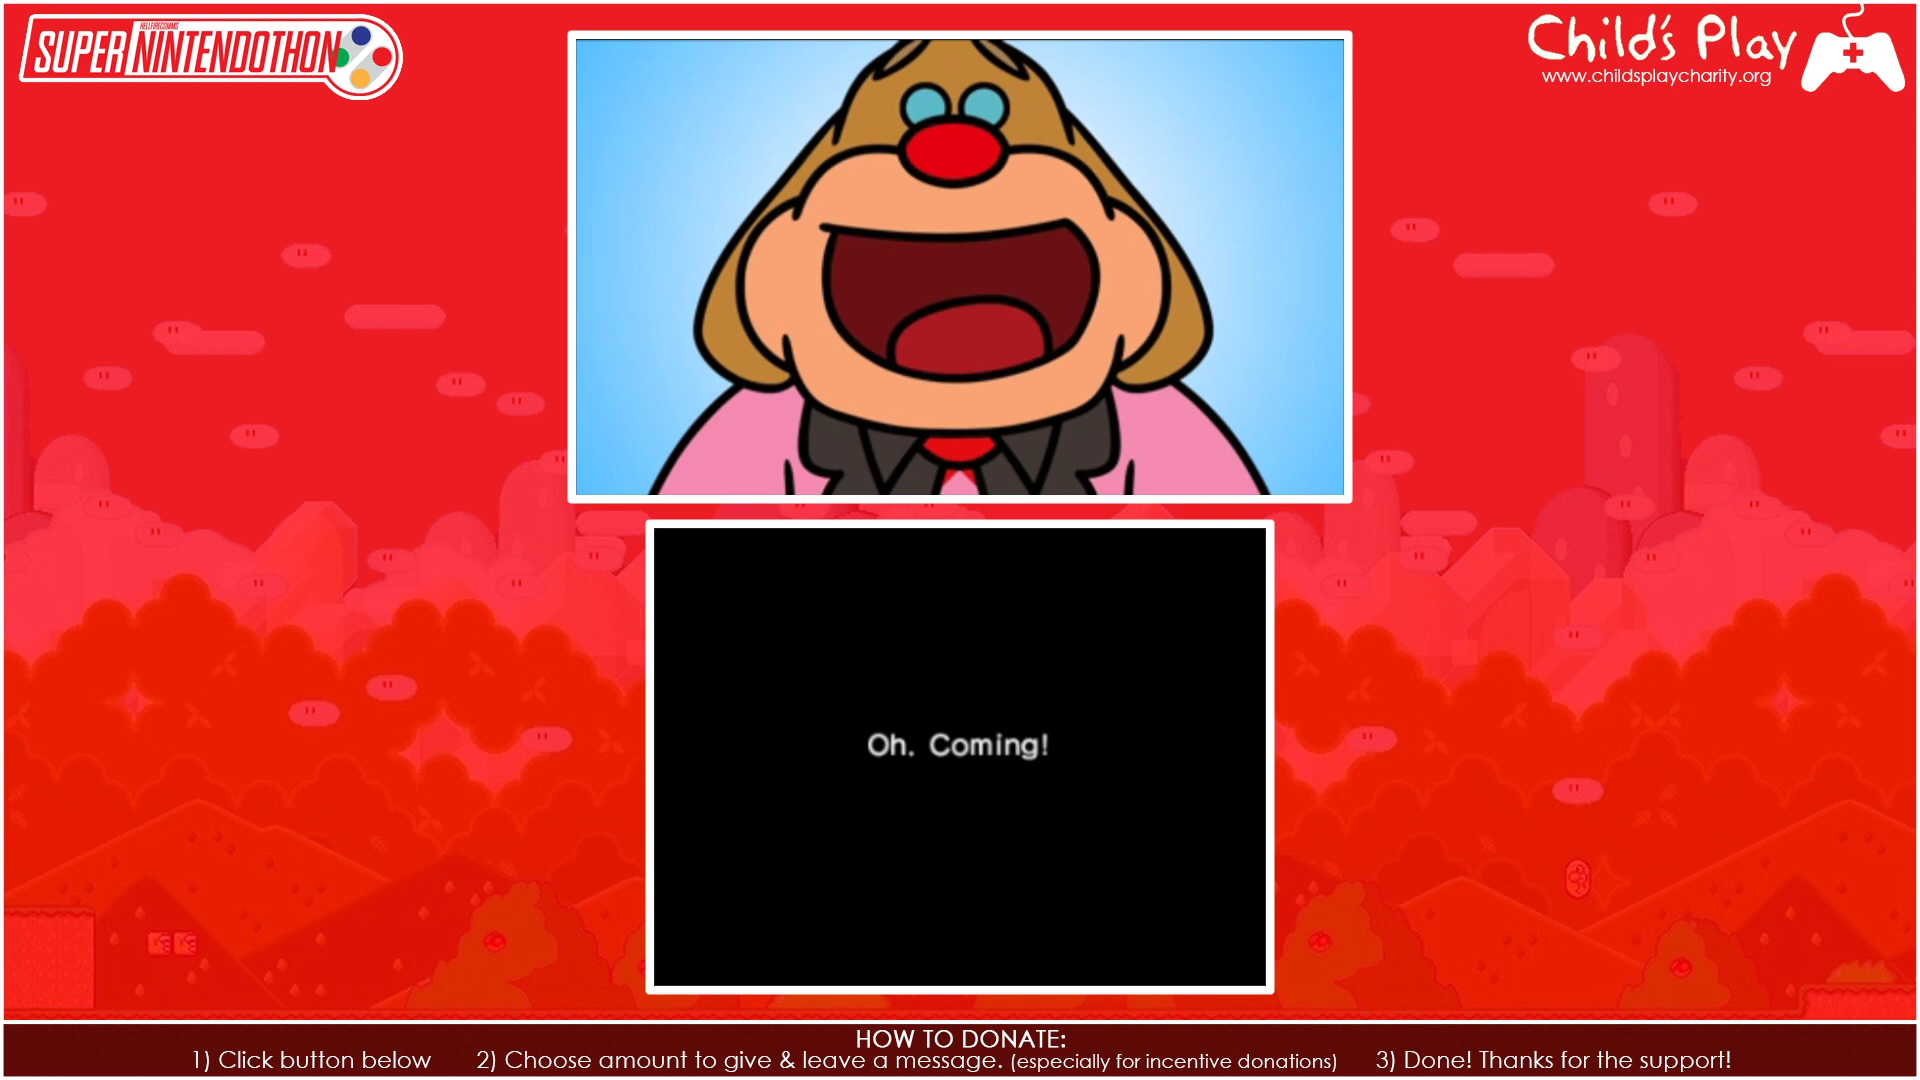 HELLFIRECOMMS
SUPER NINTENDOTHON
Child's Play
www.childsplaycharity.org
Oh. Coming!
HOW TO DONATE:
1) Click button below 2) Choose amount to give & leave a message. (especially for incentive donations) 3) Done! Thanks for the support!